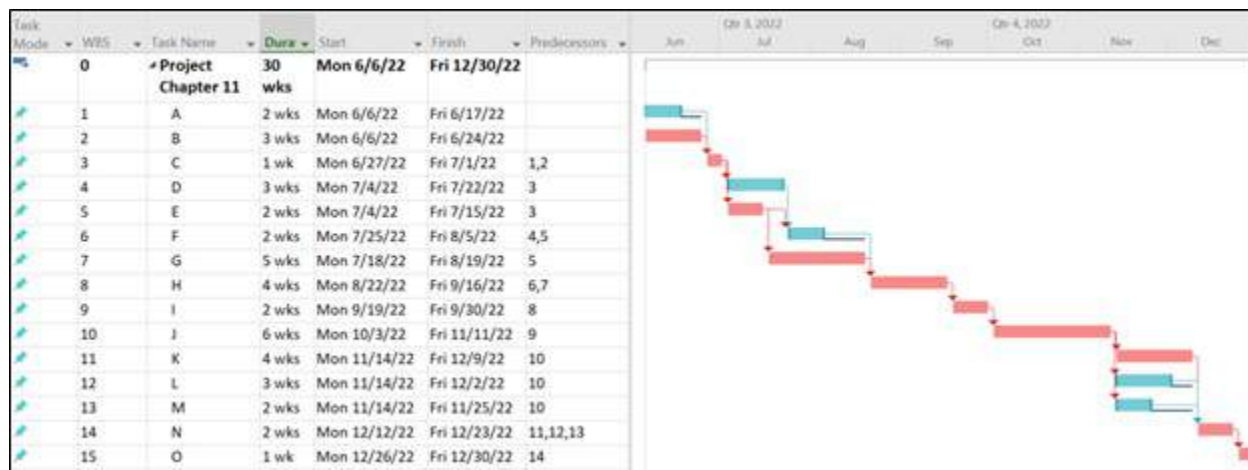 Task Mode WBS Task Name Dura Start Finish Predecessors
Qtr 3, 2022 Qtr 4, 2022
Jun Jul Aug Sep Oct Nov Dec
0 Project Chapter 11 30 wks Mon 6/6/22 Fri 12/30/22
1 A 2 wks Mon 6/6/22 Fri 6/17/22
2 B 3 wks Mon 6/6/22 Fri 6/24/22
3 C 1 wk Mon 6/27/22 Fri 7/1/22 1,2
4 D 3 wks Mon 7/4/22 Fri 7/22/22 3
5 E 2 wks Mon 7/4/22 Fri 7/15/22 3
6 F 2 wks Mon 7/25/22 Fri 8/5/22 4,5
7 G 5 wks Mon 7/18/22 Fri 8/19/22 5
8 H 4 wks Mon 8/22/22 Fri 9/16/22 6,7
9 I 2 wks Mon 9/19/22 Fri 9/30/22 8
10 J 6 wks Mon 10/3/22 Fri 11/11/22 9
11 K 4 wks Mon 11/14/22 Fri 12/9/22 10
12 L 3 wks Mon 11/14/22 Fri 12/2/22 10
13 M 2 wks Mon 11/14/22 Fri 11/25/22 10
14 N 2 wks Mon 12/12/22 Fri 12/23/22 11,12,13
15 O 1 wk Mon 12/26/22 Fri 12/30/22 14